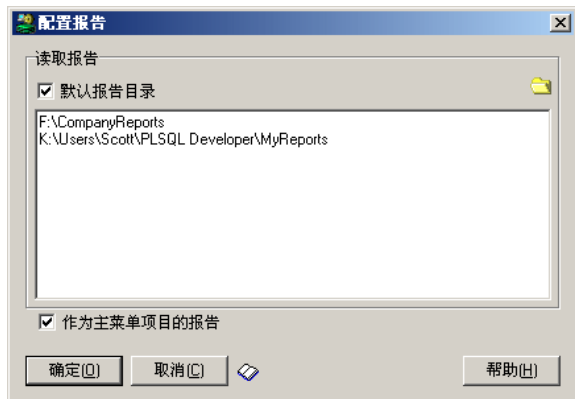 配置报告
读取报告
默认报告目录
F:\CompanyReports
K:\Users\Scott\PLSQL Developer\MyReports
作为主菜单项目的报告
确定(O) 取消(C) 帮助(H)